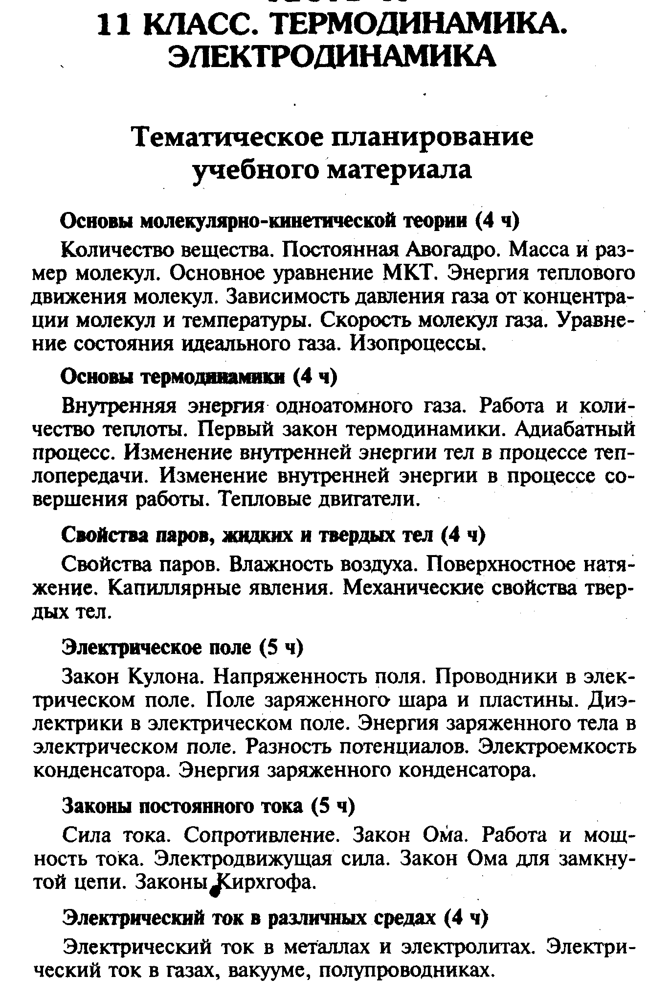 11 КЛАСС. ТЕРМОДИНАМИКА.
ЭЛЕКТРОДИНАМИКА
Тематическое планирование
учебного материала
Основы молекулярно-кинетической теории (4 ч)
Количество вещества. Постоянная Авогадро. Масса и раз-
мер молекул. Основное уравнение МКТ. Энергия теплового
движения молекул. Зависимость давления газа от концентра-
ции молекул и температуры. Скорость молекул газа. Уравне-
ние состояния идеального газа. Изопроцессы.
Основы термодинамики (4 ч)
Внутренняя энергия одноатомного газа. Работа и коли-
чество теплоты. Первый закон термодинамики. Адиабатный
процесс. Изменение внутренней энергии тел в процессе теп-
лопередачи. Изменение внутренней энергии в процессе со-
вершения работы. Тепловые двигатели.
Свойства паров, жидких и твердых тел (4 ч)
Свойства паров. Влажность воздуха. Поверхностное натя-
жение. Капиллярные явления. Механические свойства твер-
дых тел.
Электрическое поле (5 ч)
Закон Кулона. Напряженность поля. Проводники в элек-
трическом поле. Поле заряженного шара и пластины. Диэ-
лектрики в электрическом поле. Энергия заряженного тела в
электрическом поле. Разность потенциалов. Электроемкость
конденсатора. Энергия заряженного конденсатора.
Законы постоянного тока (5 ч)
Сила тока. Сопротивление. Закон Ома. Работа и мощ-
ность тока. Электродвижущая сила. Закон Ома для замкну-
той цепи. Законы Кирхгофа.
Электрический ток в различных средах (4 ч)
Электрический ток в металлах и электролитах. Электри-
ческий ток в газах, вакууме, полупроводниках.